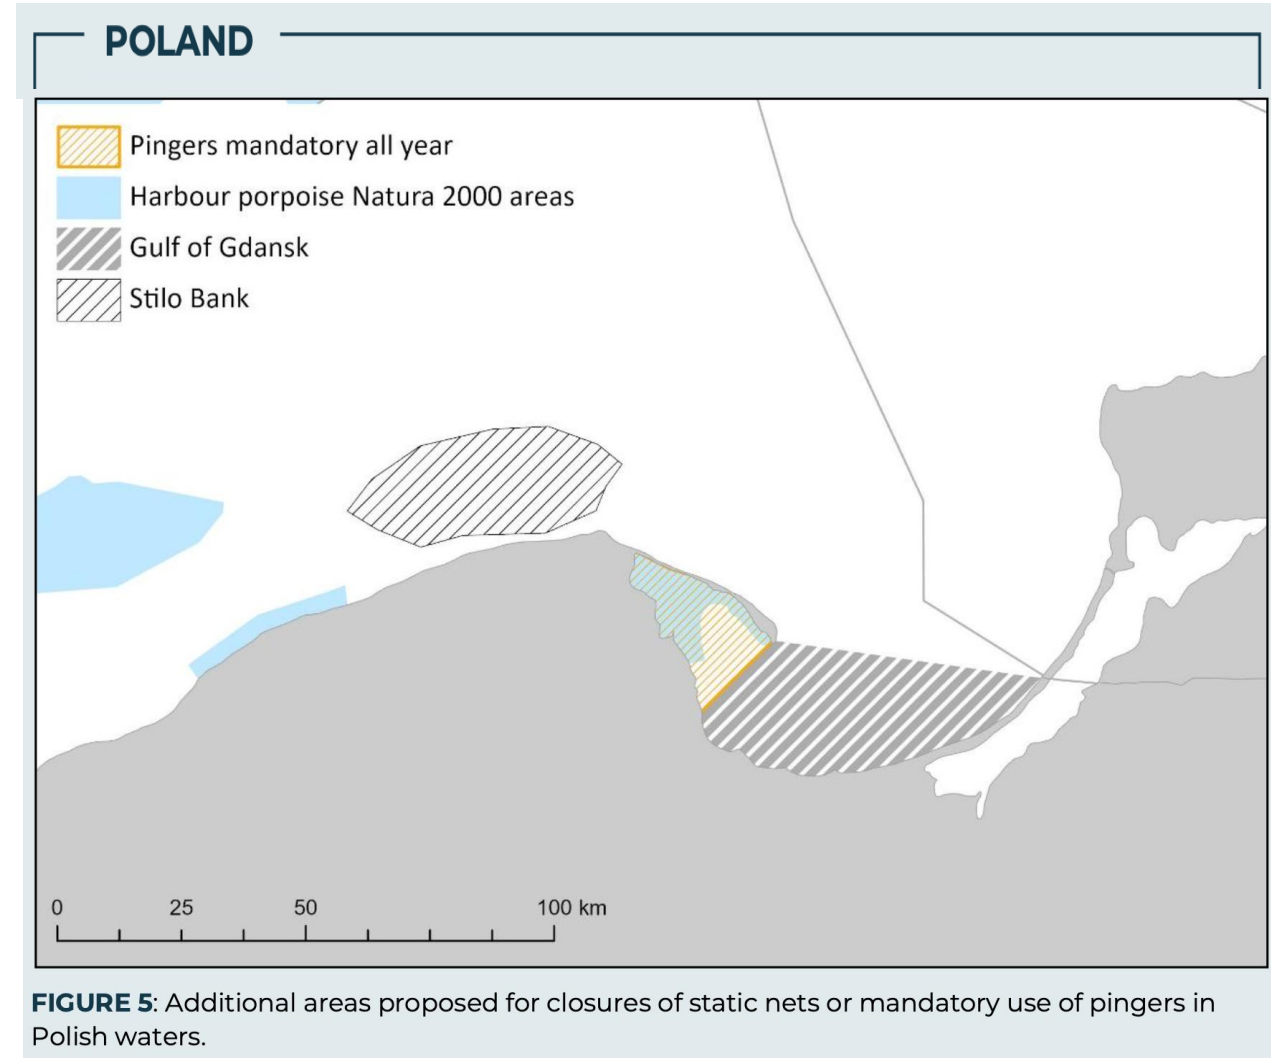 POLAND
Pingers mandatory all year
Harbour porpoise Natura 2000 areas
Gulf of Gdansk
Stilo Bank
0 25 50 100 km
FIGURE 5: Additional areas proposed for closures of static nets or mandatory use of pingers in
Polish waters.